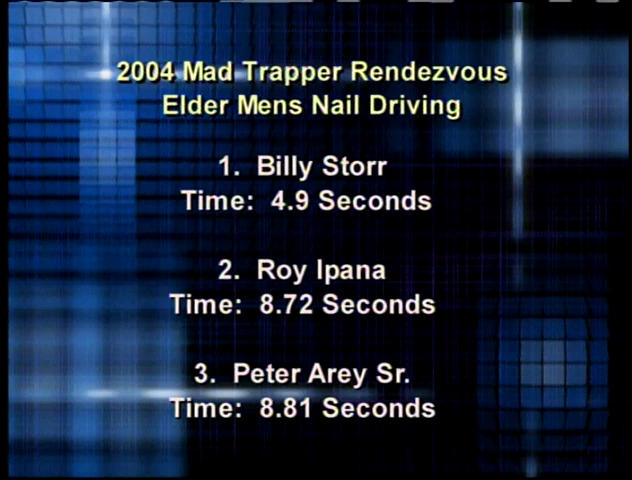 2004 Mad Trapper Rendezvous
Elder Mens Nail Driving
1. Billy Storr
Time: 4.9 Seconds
2. Roy Ipana
Time: 8.72 Seconds
3. Peter Arey Sr.
Time: 8.81 Seconds